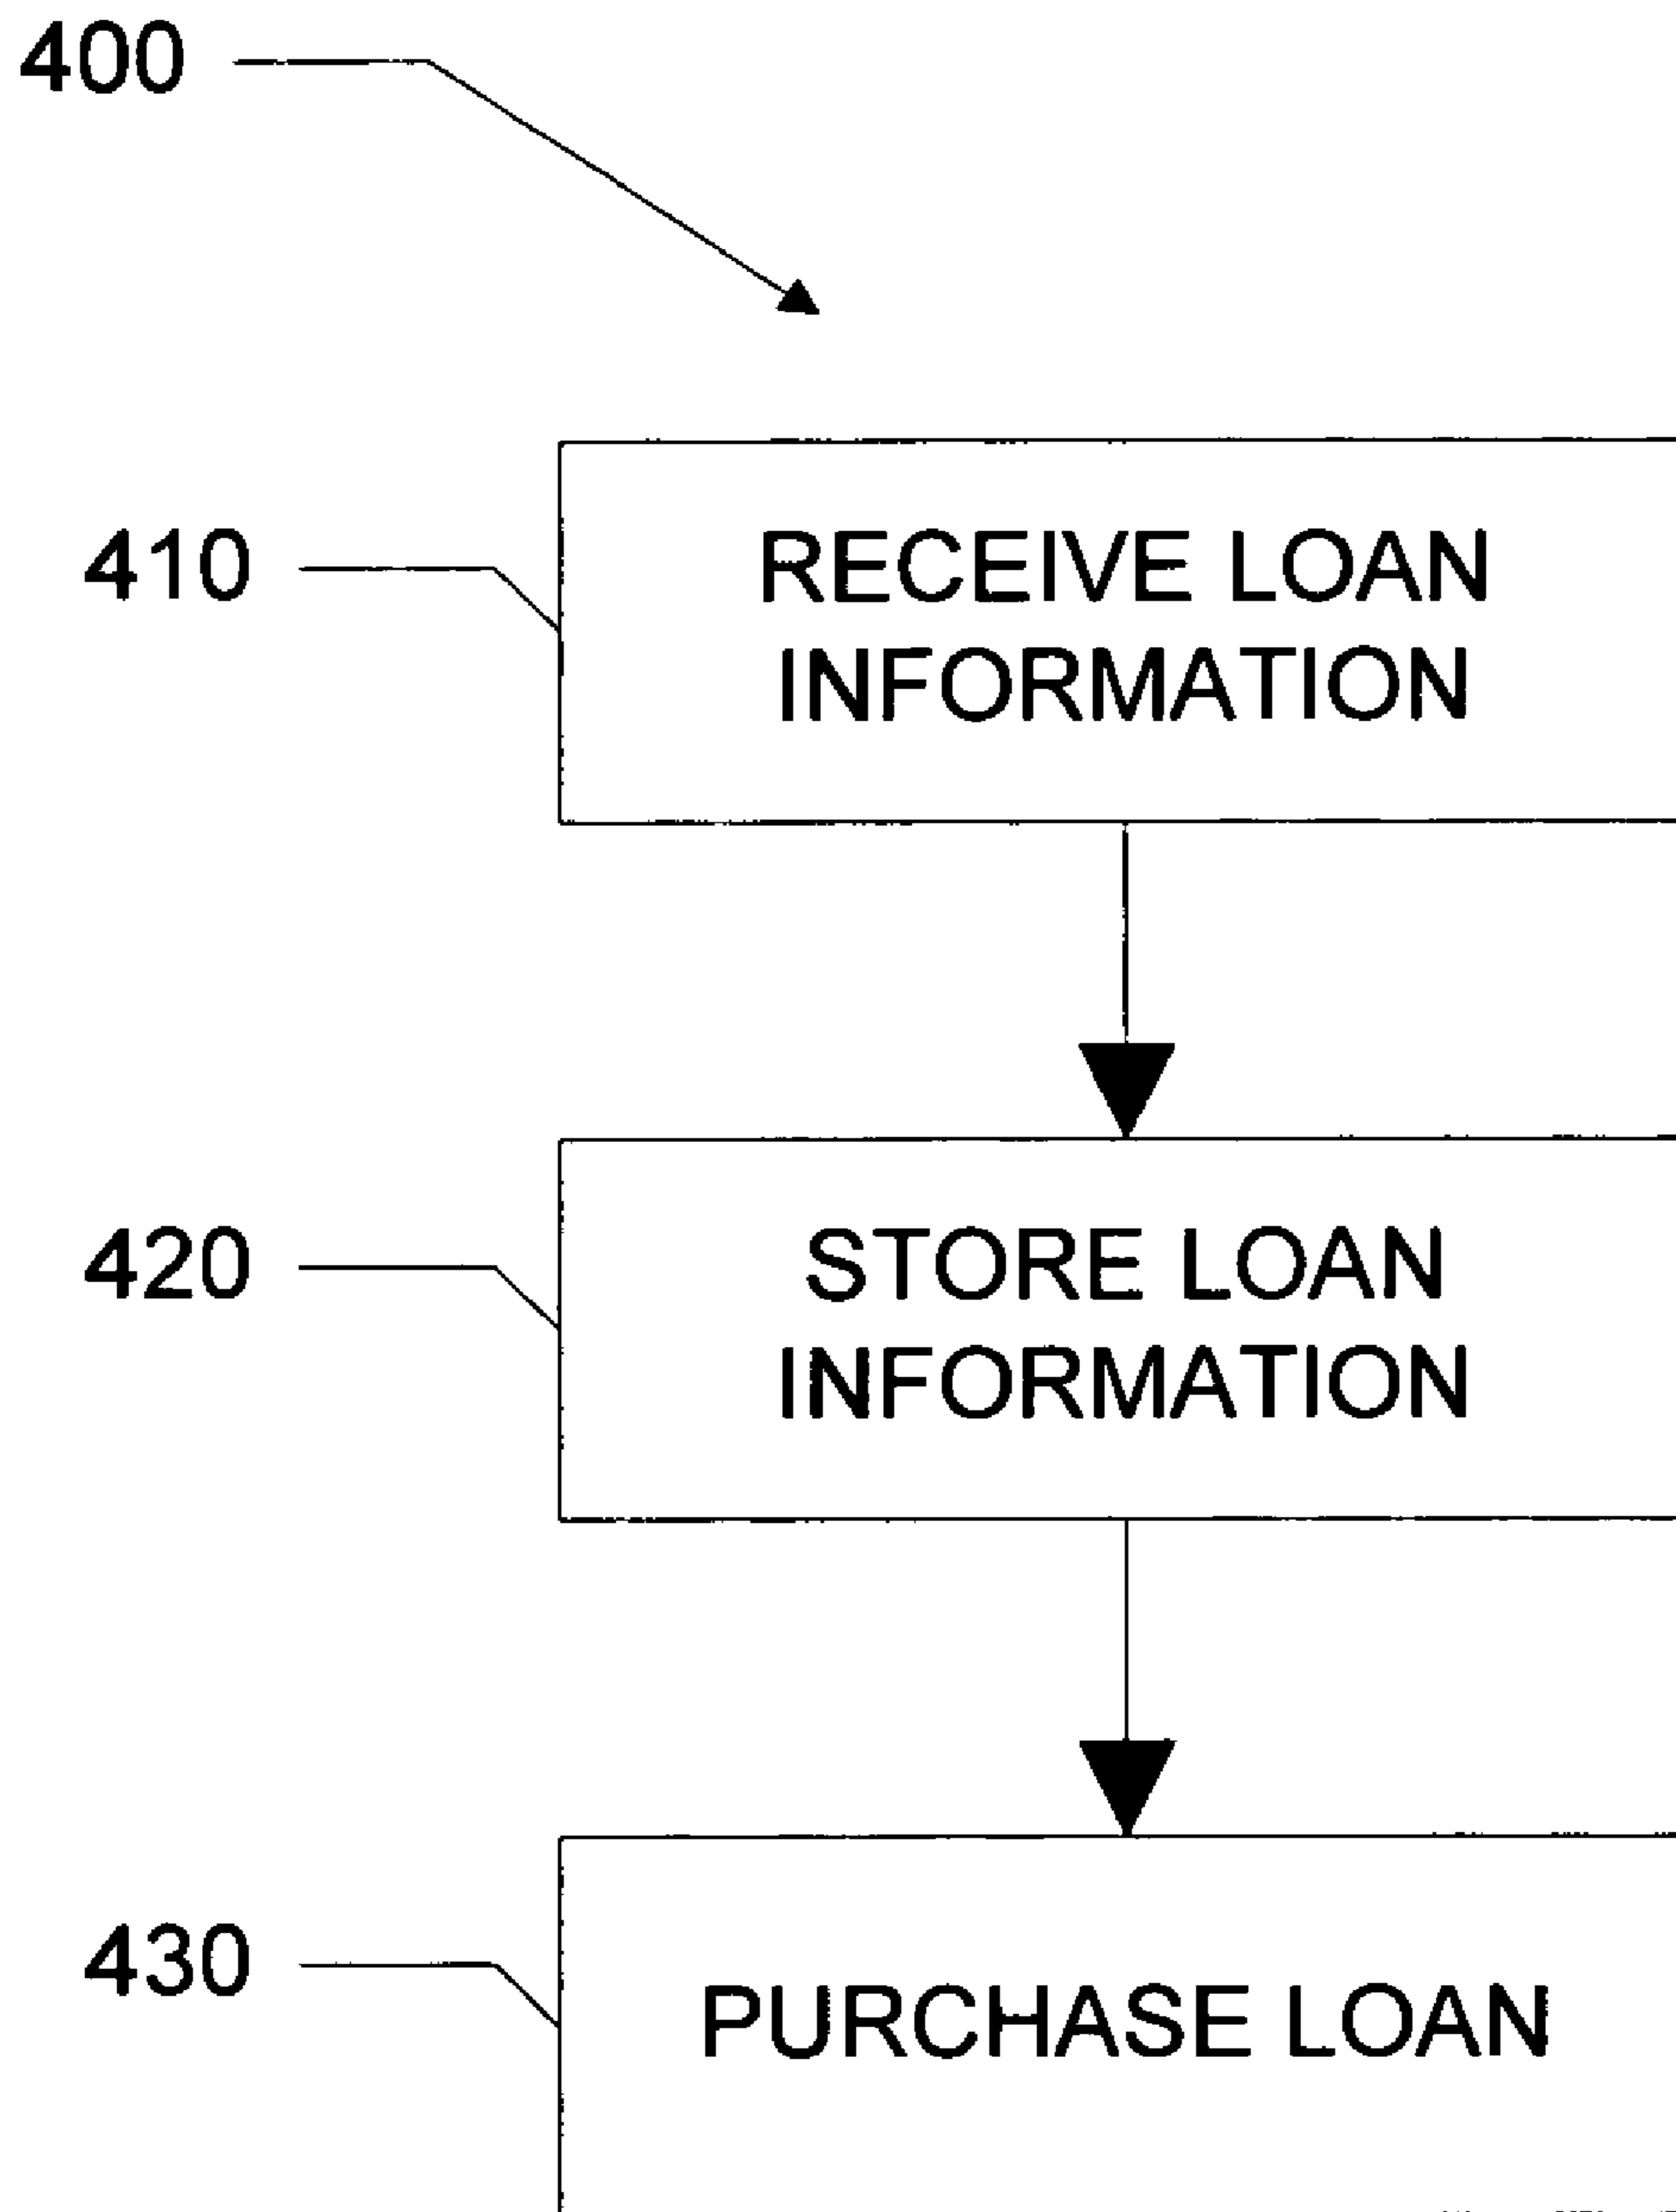 400
410
RECEIVE LOAN
INFORMATION
420
STORE LOAN
INFORMATION
430
PURCHASE LOAN